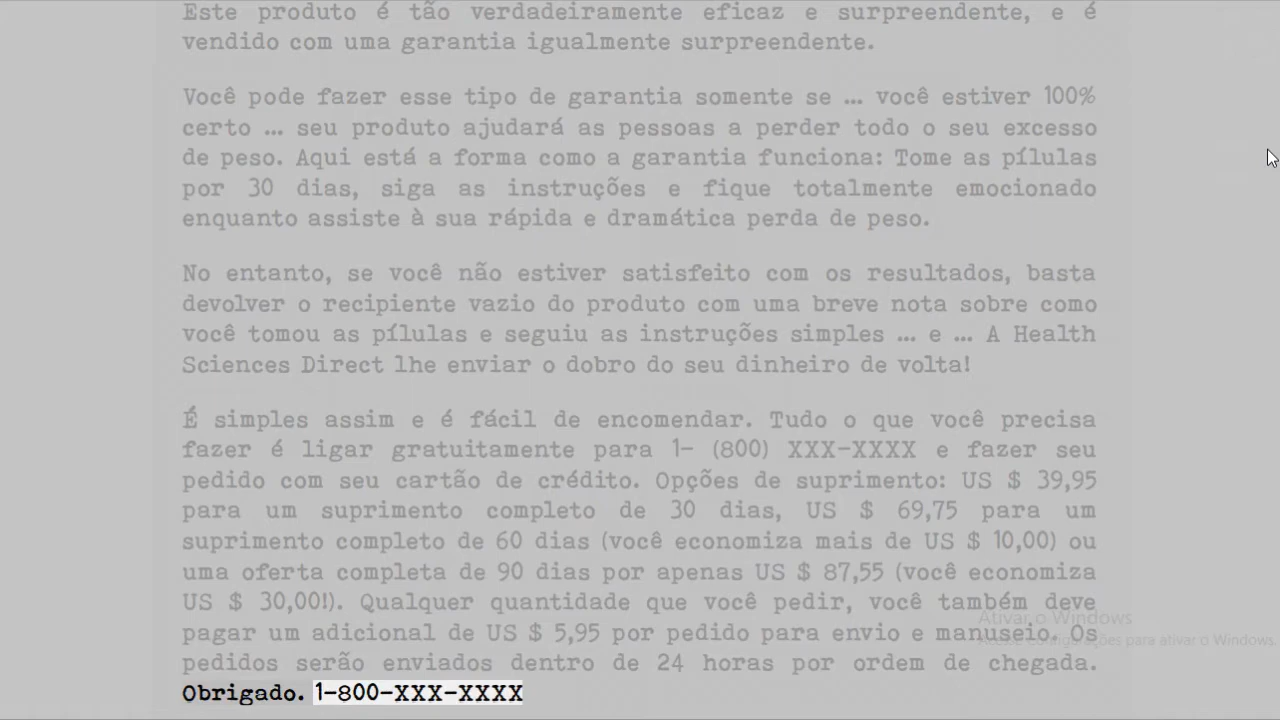 Este produto é tão verdadeiramente eficaz e surpreendente, e é
vendido com uma garantia igualmente surpreendente.
Você pode fazer esse tipo de garantia somente se … você estiver 100%
certo … seu produto ajudará as pessoas a perder todo o seu excesso
de peso. Aqui está a forma como a garantia funciona: Tome as pílulas
por 30 dias, siga as instruções e fique totalmente emocionado
enquanto assiste à sua rápida e dramática perda de peso.
No entanto, se você não estiver satisfeito com os resultados, basta
devolver o recipiente vazio do produto com uma breve nota sobre como
você tomou as pílulas e seguiu as instruções simples … e … A Health
Sciences Direct lhe enviar o dobro do seu dinheiro de volta!
É simples assim e é fácil de encomendar. Tudo o que você precisa
fazer é ligar gratuitamente para 1- (800) XXX-XXXX e fazer seu
pedido com seu cartão de crédito. Opções de suprimento: US $ 39,95
para um suprimento completo de 30 dias, US $ 69,75 para um
suprimento completo de 60 dias (você economiza mais de US $ 10,00) ou
uma oferta completa de 90 dias por apenas US $ 87,55 (você economiza
US $ 30,00!). Qualquer quantidade que você pedir, você também deve
pagar um adicional de US $ 5,95 por pedido para envio e manuseio. Os
pedidos serão enviados dentro de 24 horas por ordem de chegada.
Obrigado. 1-800-XXX-XXXX
Ativar o Windows
Acesse Configurações para ativar o Windows.